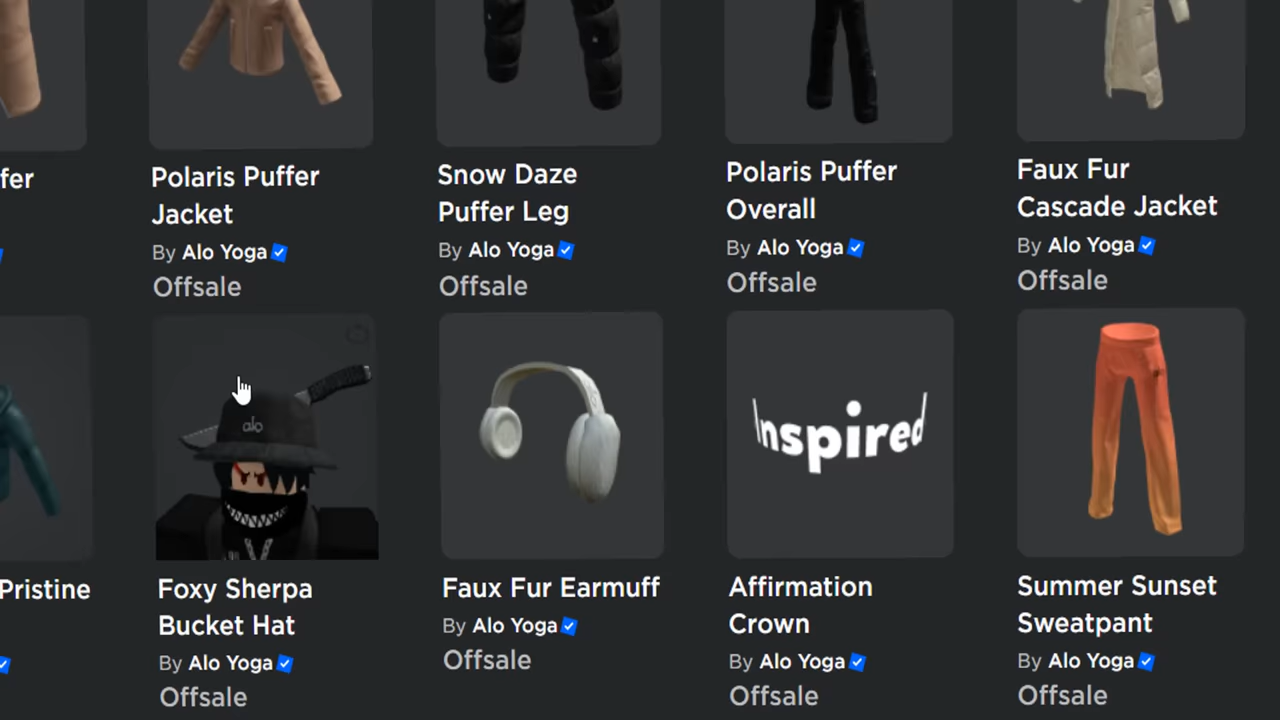 fer
Polaris Puffer
Jacket
By Alo Yoga
Offsale
Snow Daze
Puffer Leg
By Alo Yoga
Offsale
Polaris Puffer
Overall
By Alo Yoga
Offsale
Faux Fur
Cascade Jacket
By Alo Yoga
Offsale
alo
nspired
Pristine
Foxy Sherpa
Bucket Hat
By Alo Yoga
Offsale
Faux Fur Earmuff
By Alo Yoga
Offsale
Affirmation
Crown
By Alo Yoga
Offsale
Summer Sunset
Sweatpant
By Alo Yoga
Offsale